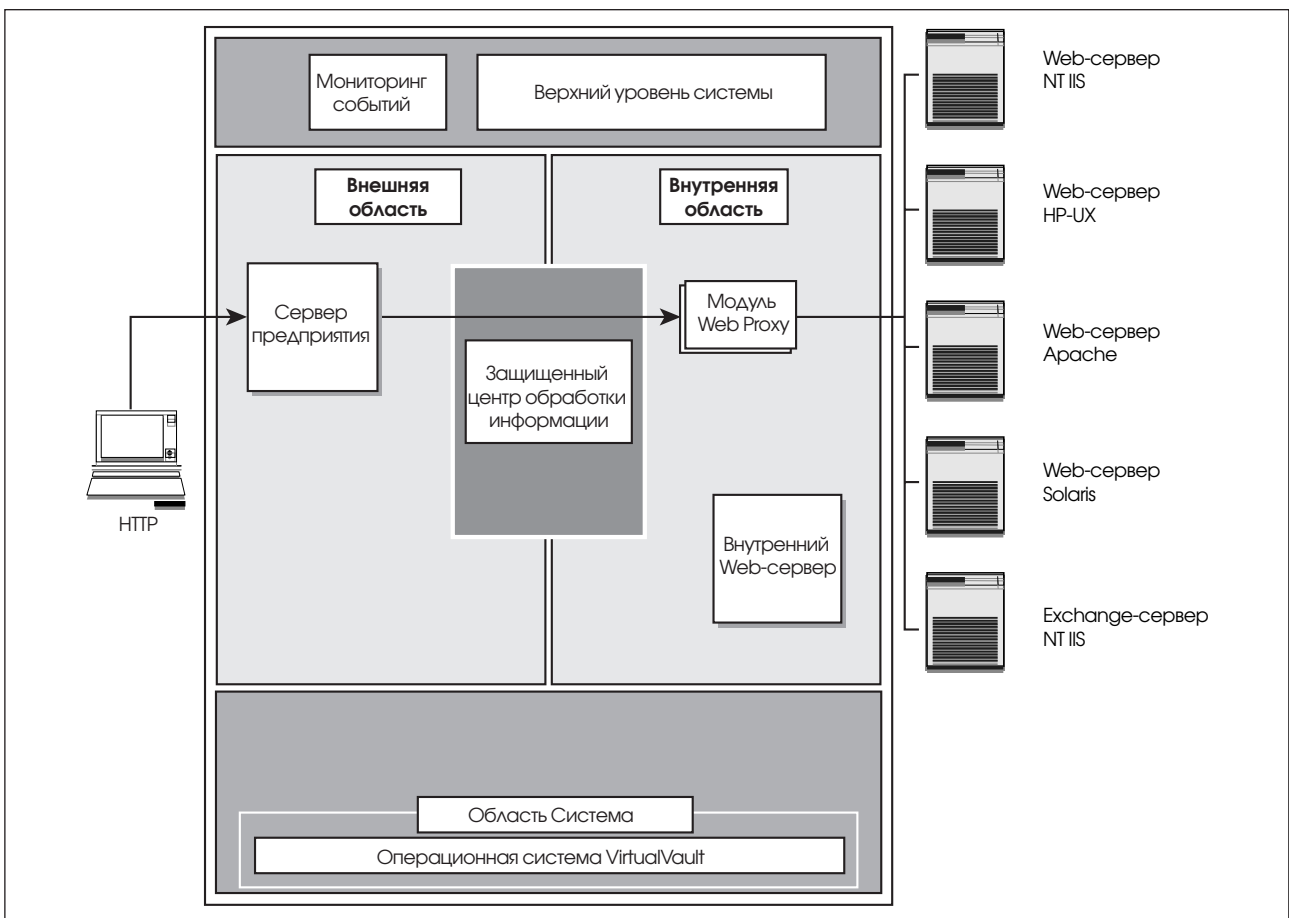 Мониторинг
событий
Верхний уровень системы
Внешняя
область
Внутренняя
область
Сервер
предприятия
Модуль
Web Proxy
Защищенный
центр обработки
информации
Внутренний
Web-сервер
HTTP
Область Система
Операционная система VirtualVault
Web-сервер
NT IIS
Web-сервер
HP-UX
Web-сервер
Apache
Web-сервер
Solaris
Exchange-сервер
NT IIS